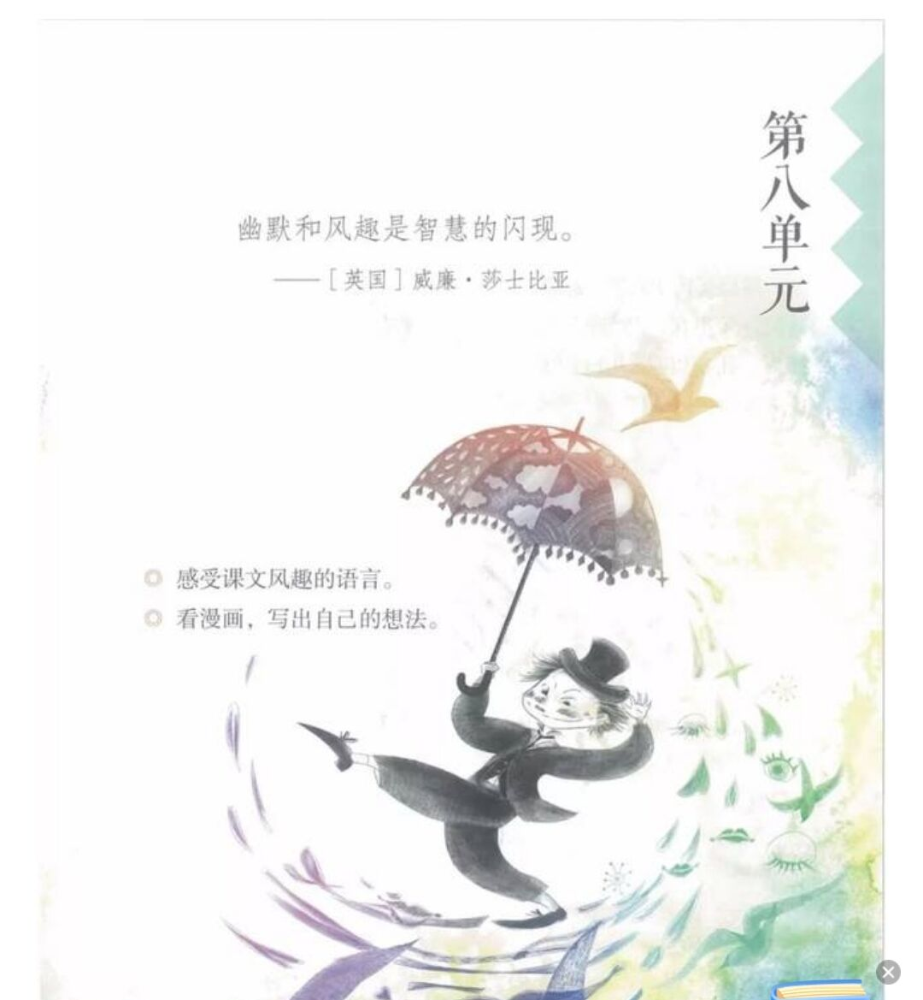 第八单元
幽默和风趣是智慧的闪现。
——［英国］威廉·莎士比亚
感受课文风趣的语言。
看漫画，写出自己的想法。